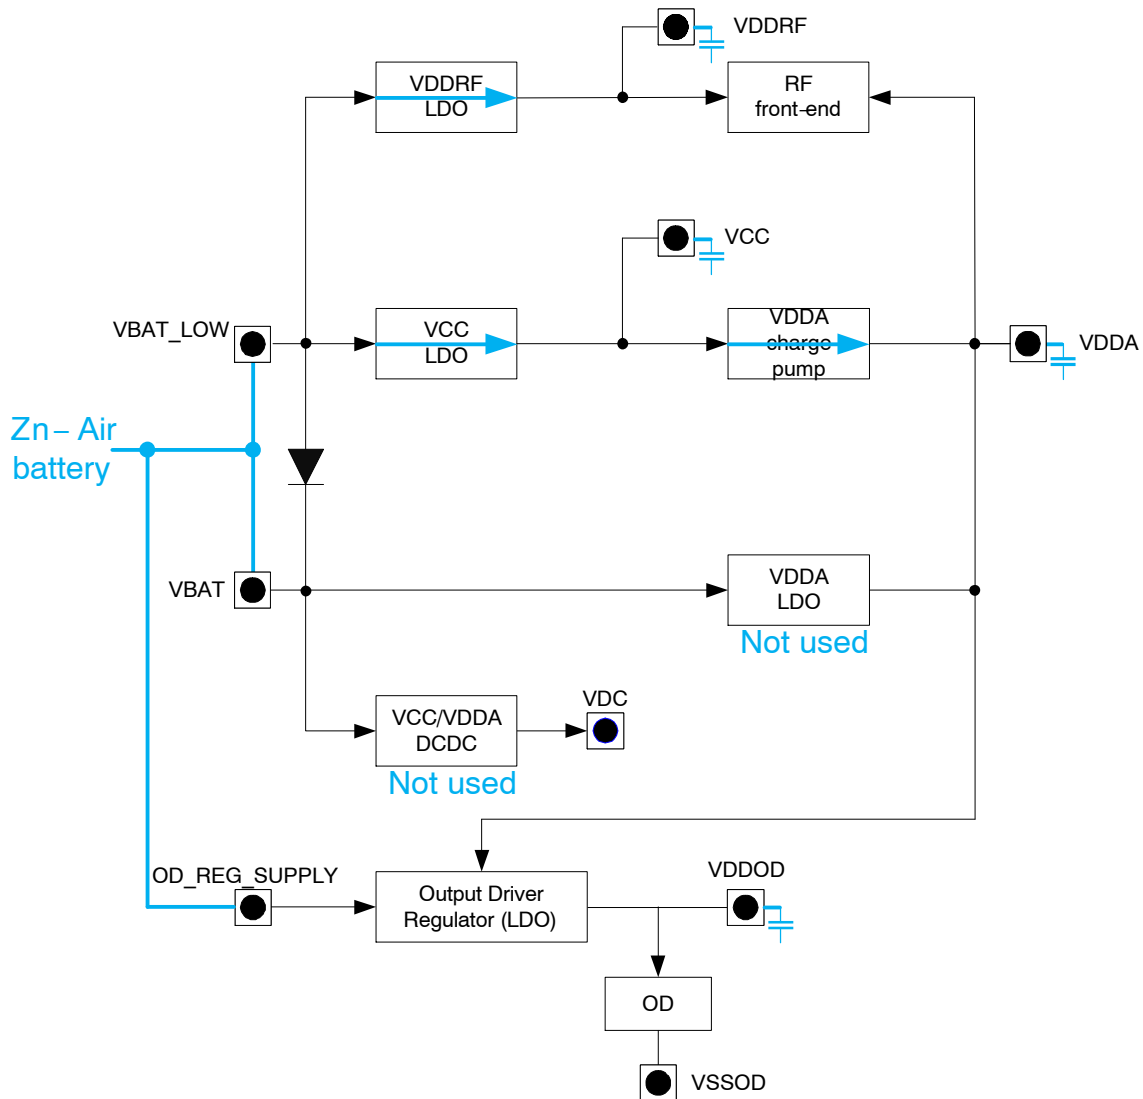 VDDRF
VDDRF
LDO
RF
front-end
VCC
VBAT_LOW
VCC
LDO
VDDA
charge
pump
VDDA
Zn– Air
battery
VBAT
VDDA
LDO
Not used
VDC
VCC/VDDA
DCDC
Not used
OD_REG_SUPPLY
Output Driver
Regulator (LDO)
VDDOD
OD
VSSOD